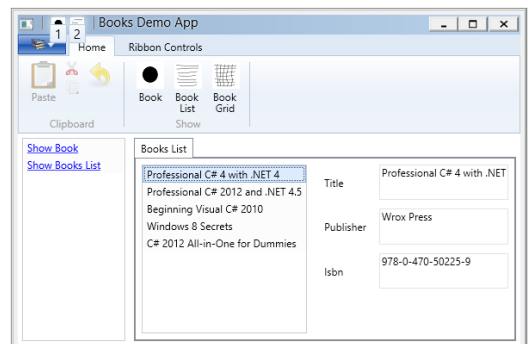 Books Demo App
1 2
Home Ribbon Controls
Paste Book Book List Book Grid
Clipboard Show
Show Book
Show Books List
Books List
Professional C# 4 with .NET 4
Professional C# 2012 and .NET 4.5
Beginning Visual C# 2010
Windows 8 Secrets
C# 2012 All-in-One for Dummies
Title Professional C# 4 with .NET
Publisher Wrox Press
Isbn 978-0-470-50225-9